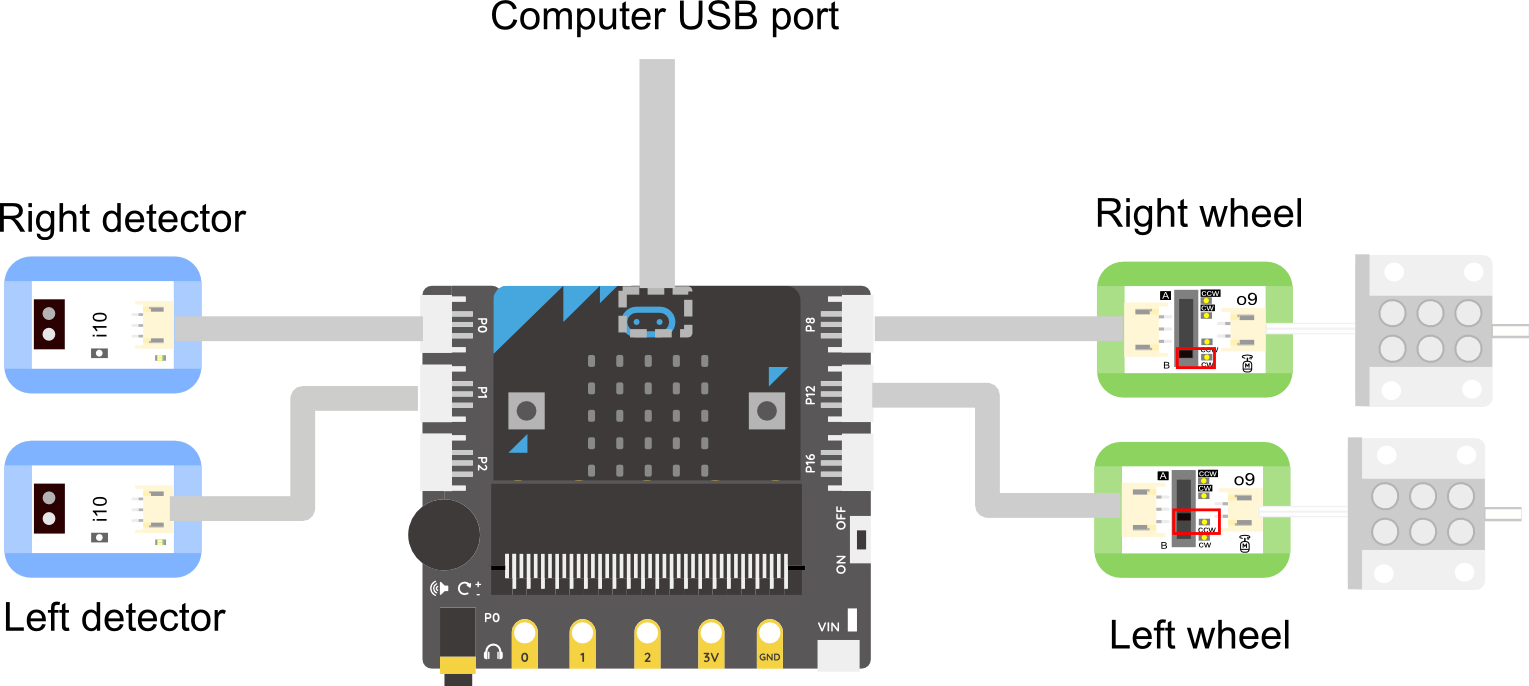 Computer USB port
Right detector
Right wheel
i10
P0
P8
A
CCW
CW
o9
CCW
CW
B
M
P1
P12
P2
P16
i10
A
CCW
CW
o9
CCW
CW
B
M
OFF
ON
+
-
P0
VIN
0
1
2
3V
GND
Left detector
Left wheel